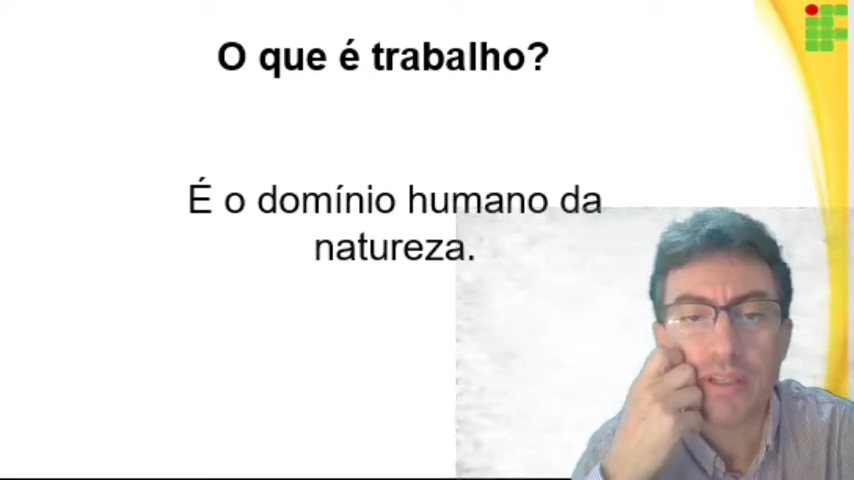 O que é trabalho?
É o domínio humano da
natureza.